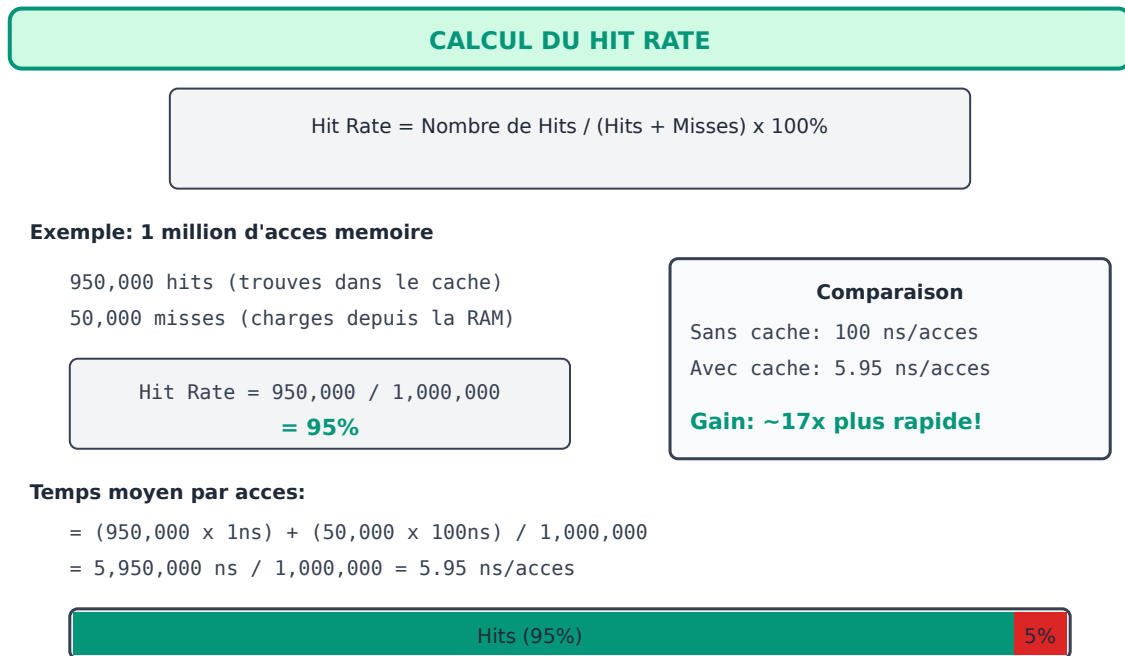 CALCUL DU HIT RATE
Hit Rate = Nombre de Hits / (Hits + Misses) x 100%
Exemple: 1 million d'acces memoire
950,000 hits (trouves dans le cache)
50,000 misses (charges depuis la RAM)
Hit Rate = 950,000 / 1,000,000
= 95%
Comparaison
Sans cache: 100 ns/acces
Avec cache: 5.95 ns/acces
Gain: ~17x plus rapide!
Temps moyen par acces:
= (950,000 x 1ns) + (50,000 x 100ns) / 1,000,000
= 5,950,000 ns / 1,000,000 = 5.95 ns/acces
Hits (95%)
5%